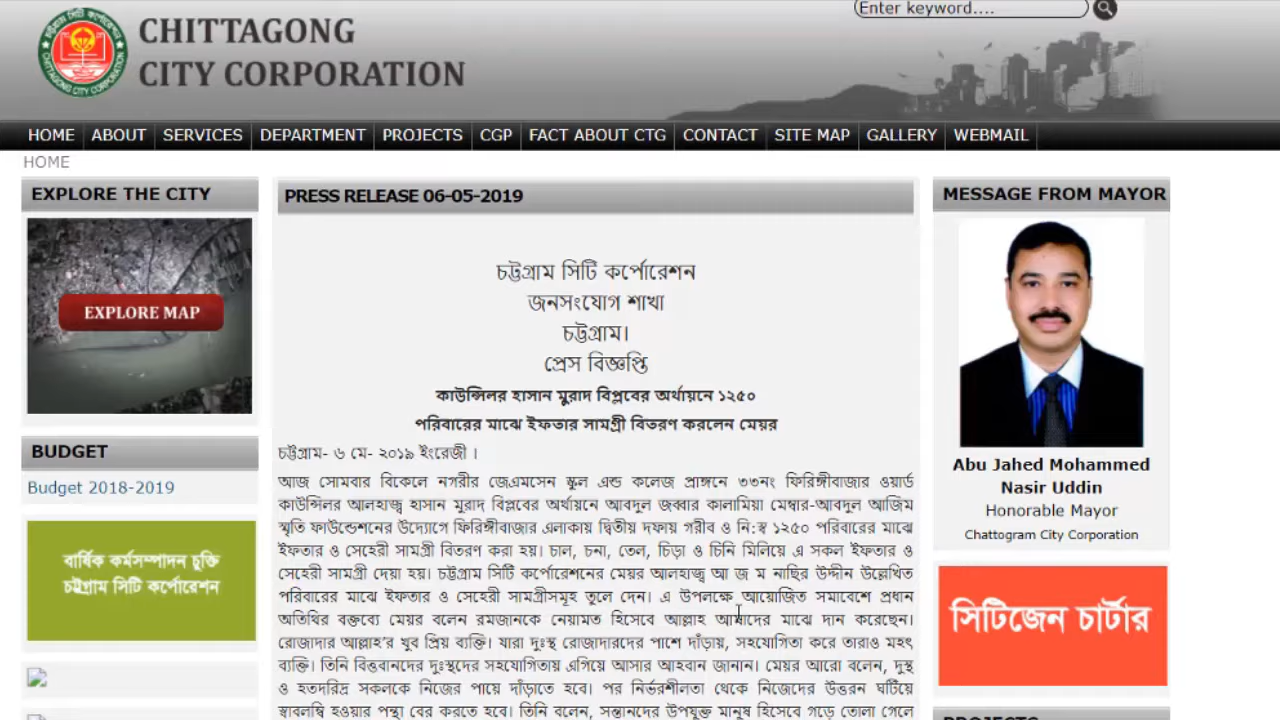 Enter keyword....
CHITTAGONG
CITY CORPORATION
HOME ABOUT SERVICES DEPARTMENT PROJECTS CGP FACT ABOUT CTG CONTACT SITE MAP GALLERY WEBMAIL
HOME
EXPLORE THE CITY
EXPLORE MAP
BUDGET
Budget 2018-2019
বার্ষিক কর্মসম্পাদন চুক্তি
চট্টগ্রাম সিটি কর্পোরেশন
PRESS RELEASE 06-05-2019
চট্টগ্রাম সিটি কর্পোরেশন
জনসংযোগ শাখা
চট্টগ্রাম।
প্রেস বিজ্ঞপ্তি
কাউন্সিলর হাসান মুরাদ বিপ্লবের অর্থায়নে ১২৫০
পরিবারের মাঝে ইফতার সামগ্রী বিতরণ করলেন মেয়র
চট্টগ্রাম- ৬ মে- ২০১৯ ইংরেজী ।
আজ সোমবার বিকেলে নগরীর জেএমসেন স্কুল এন্ড কলেজ প্রাঙ্গনে ৩৩নং ফিরিঙ্গীবাজার ওয়ার্ড
কাউন্সিলর আলহাজ্ব হাসান মুরাদ বিপ্লবের অর্থায়নে আবদুল জব্বার কালামিয়া মেম্বার-আবদুল আজিম
স্মৃতি ফাউন্ডেশনের উদ্যোগে ফিরিঙ্গীবাজার এলাকায় দ্বিতীয় দফায় গরীব ও নি:স্ব ১২৫০ পরিবারের মাঝে
ইফতার ও সেহেরী সামগ্রী বিতরণ করা হয়। চাল, চনা, তেল, চিড়া ও চিনি মিলিয়ে এ সকল ইফতার ও
সেহেরী সামগ্রী দেয়া হয়। চট্টগ্রাম সিটি কর্পোরেশনের মেয়র আলহাজ্ব আ জ ম নাছির উদ্দীন উল্লেখিত
পরিবারের মাঝে ইফতার ও সেহেরী সামগ্রীসমূহ তুলে দেন। এ উপলক্ষে আয়োজিত সমাবেশে প্রধান
অতিথির বক্তব্যে মেয়র বলেন রমজানকে নেয়ামত হিসেবে আল্লাহ আমাদের মাঝে দান করেছেন।
রোজাদার আল্লাহ'র খুব প্রিয় ব্যক্তি। যারা দুঃস্থ রোজাদারদের পাশে দাঁড়ায়, সহযোগিতা করে তারাও মহৎ
ব্যক্তি। তিনি বিত্তবানদের দুঃস্থদের সহযোগিতায় এগিয়ে আসার আহবান জানান। মেয়র আরো বলেন, দুস্থ
ও হতদরিদ্র সকলকে নিজের পায়ে দাঁড়াতে হবে। পর নির্ভরশীলতা থেকে নিজেদের উত্তরন ঘটিয়ে
স্বাবলম্বি হওয়ার পন্থা বের করতে হবে। তিনি বলেন, সন্তানদের উপযুক্ত মানুষ হিসেবে গড়ে তোলা গেলে
MESSAGE FROM MAYOR
Abu Jahed Mohammed
Nasir Uddin
Honorable Mayor
Chattogram City Corporation
সিটিজেন চার্টার
PROJECTS